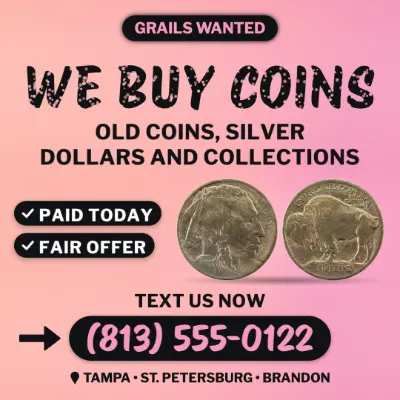 GRAILS WANTED
WE BUY COINS
OLD COINS, SILVER
DOLLARS AND COLLECTIONS
PAID TODAY
FAIR OFFER
TEXT US NOW
(813) 555-0122
TAMPA • ST. PETERSBURG • BRANDON